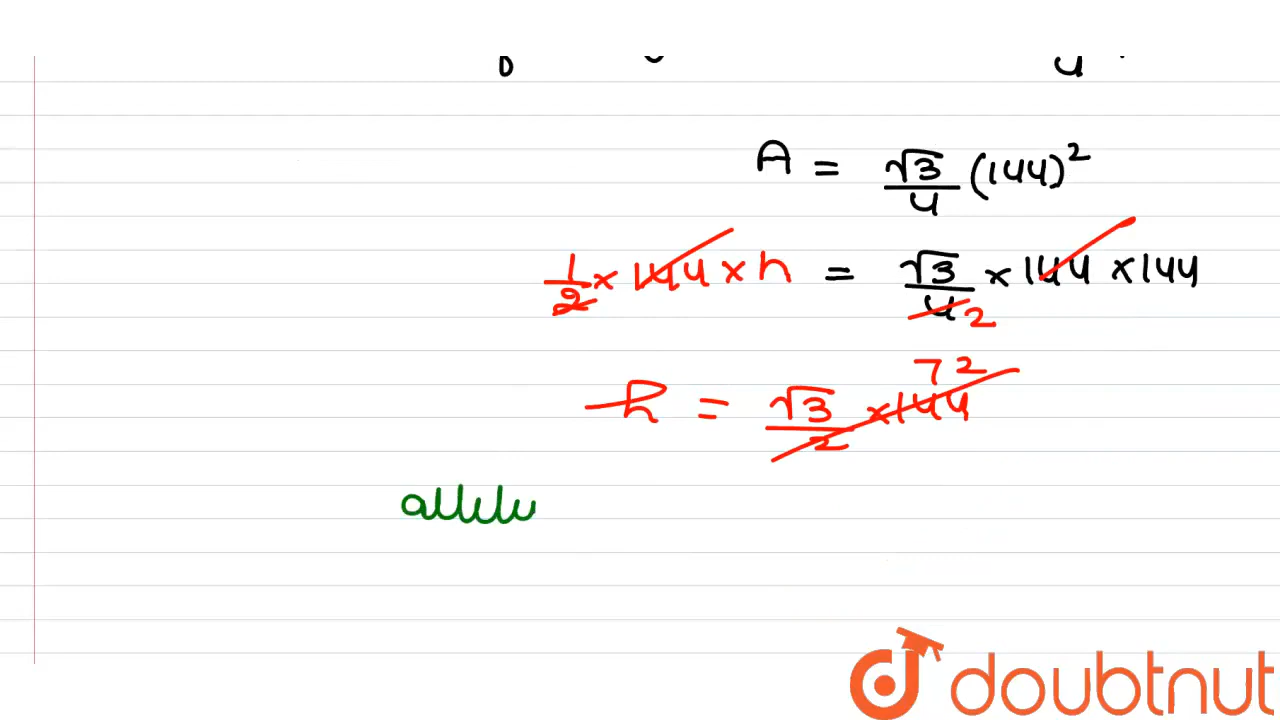 A = √3/4 (144)²
1/2 × 144 × h = √3/4 2 × 144 × 144
h = √3/2 × 144 72
doubtnut